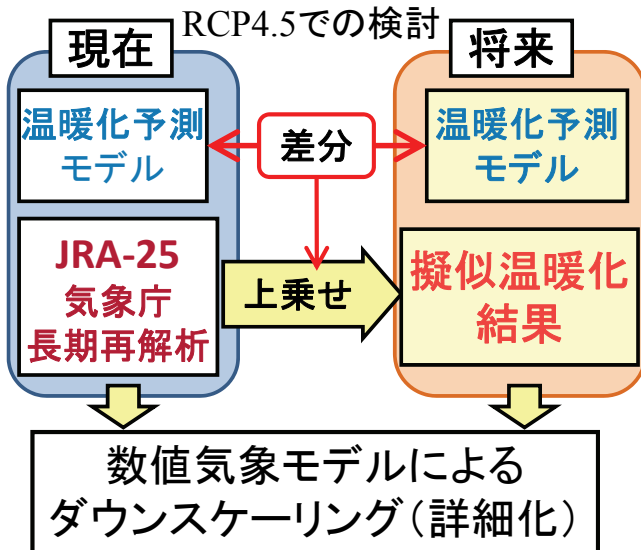 RCP4.5での検討
現在
将来
温暖化予測
モデル
差分
温暖化予測
モデル
JRA-25
気象庁
長期再解析
上乗せ
擬似温暖化
結果
数値気象モデルによる
ダウンスケーリング（詳細化）